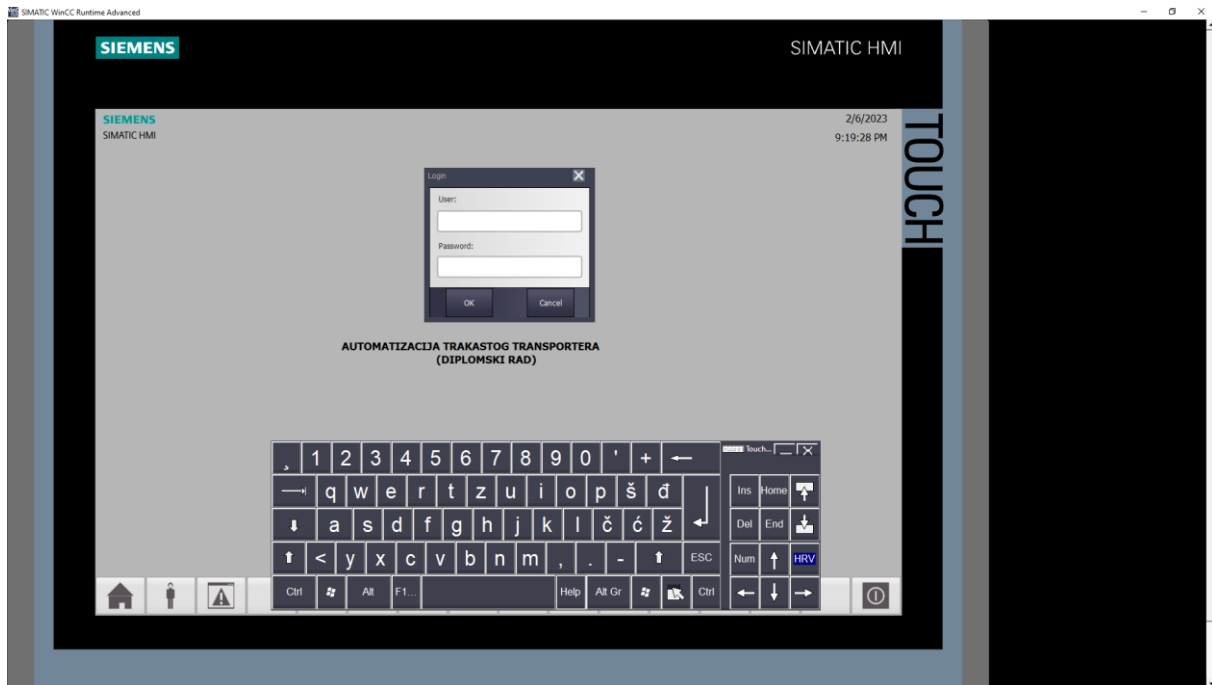 SIMATIC WinCC Runtime Advanced
SIEMENS
SIMATIC HMI
SIEMENS
SIMATIC HMI
2/6/2023
9:19:28 PM
TOUCH
Login
User:
Password:
OK Cancel
AUTOMATIZACIJA TRAKASTOG TRANSPORTERA
(DIPLOMSKI RAD)
Touch...
¸ 1 2 3 4 5 6 7 8 9 0 ' +
q w e r t z u i o p š đ Ins Home
a s d f g h j k l č ć ž Del End
< y x c v b n m , . - ESC Num HRV
Ctrl Alt F1... Help Alt Gr Ctrl